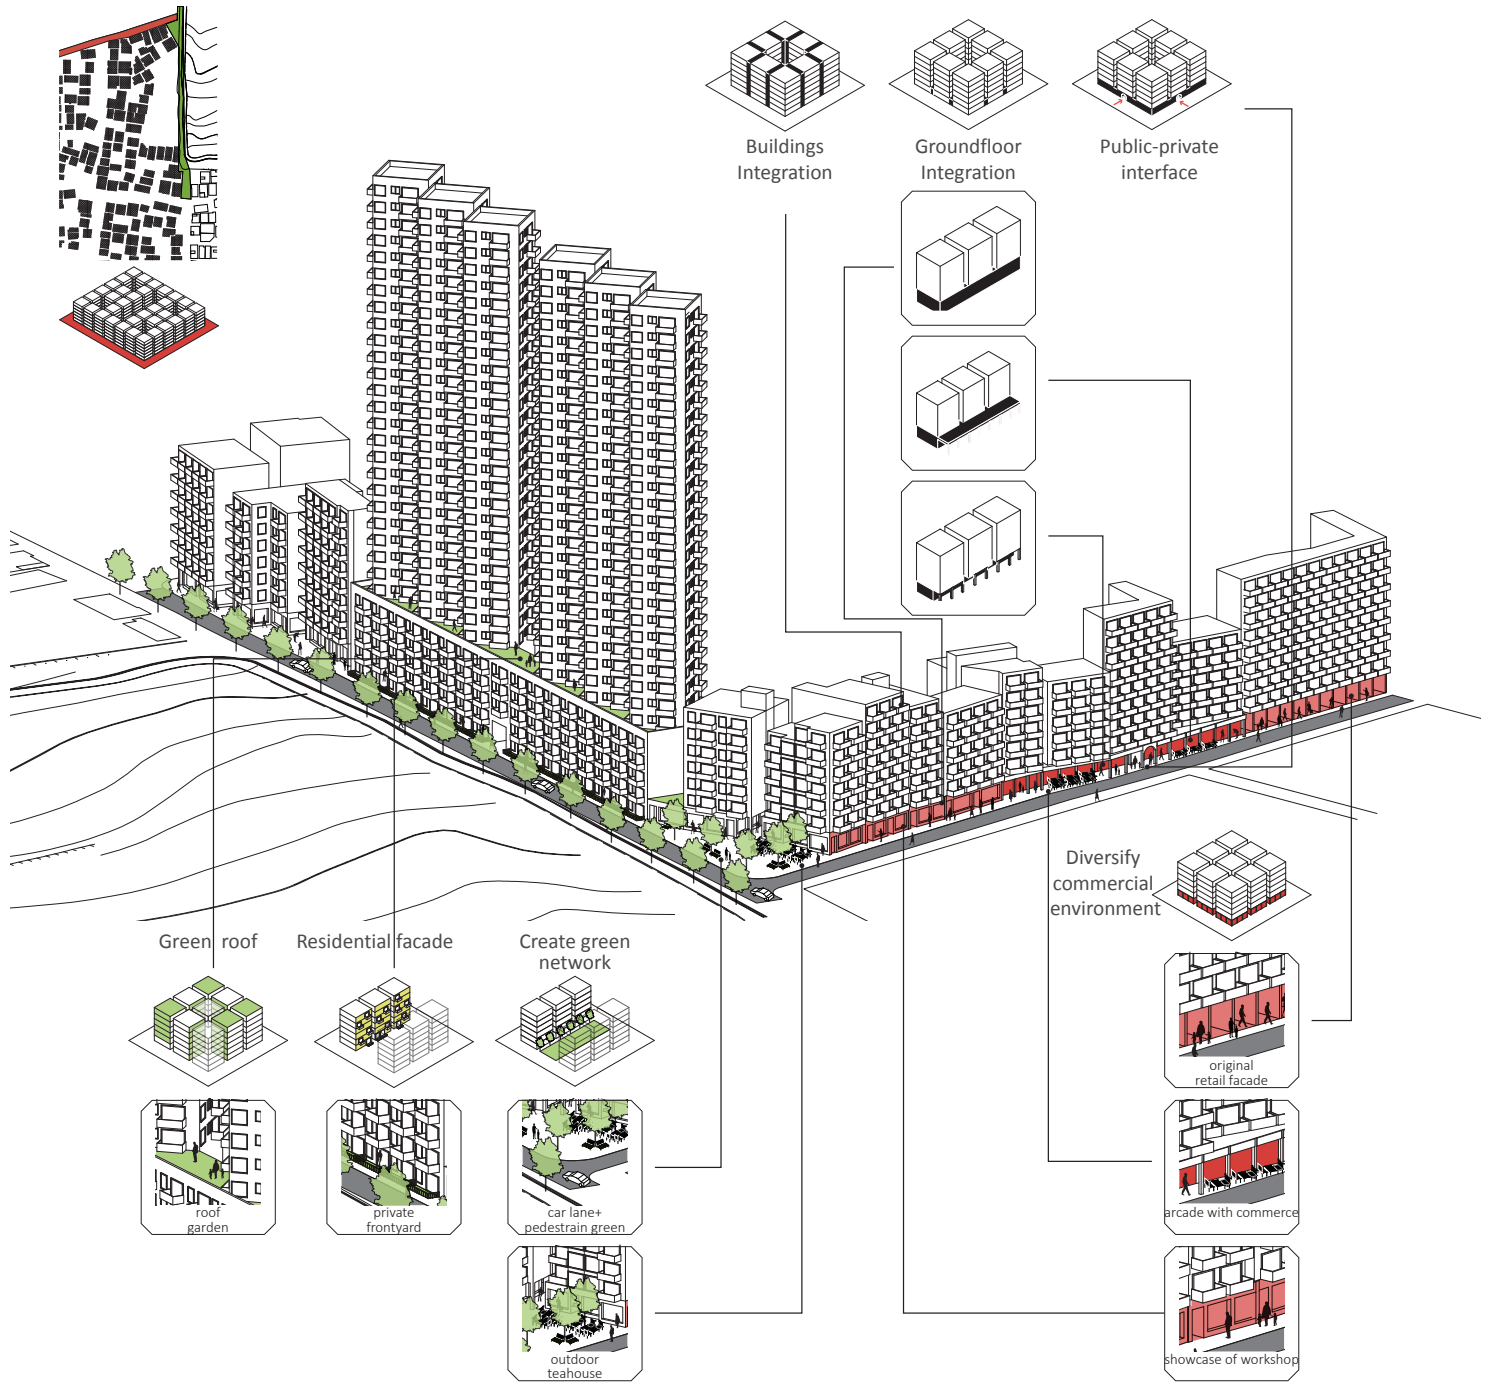 Buildings
Integration
Groundfloor
Integration
Public-private
interface
Diversify
commercial
environment
Green roof
Residential facade
Create green
network
original
retail facade
roof
garden
private
frontyard
car lane+
pedestrain green
arcade with commerce
outdoor
teahouse
showcase of workshop